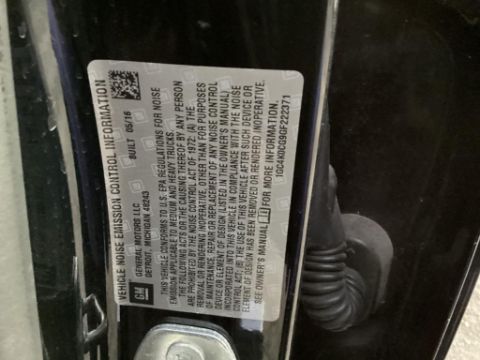 VEHICLE NOISE EMISSION CONTROL INFORMATION
BUILT 05/16
GM
GENERAL MOTORS LLC
DETROIT, MICHIGAN 48243
THIS VEHICLE CONFORMS TO U.S. EPA REGULATIONS FOR NOISE
EMISSION APPLICABLE TO MEDIUM AND HEAVY TRUCKS.
THE FOLLOWING ACTS OR THE CAUSING THEREOF BY ANY PERSON
ARE PROHIBITED BY THE NOISE CONTROL ACT OF 1972: (A) THE
REMOVAL OR RENDERING INOPERATIVE, OTHER THAN FOR PURPOSES
OF MAINTENANCE, REPAIR OR REPLACEMENT OF ANY NOISE CONTROL
DEVICE OR ELEMENT OF DESIGN (LISTED IN THE OWNER'S MANUAL)
INCORPORATED INTO THIS VEHICLE IN COMPLIANCE WITH THE NOISE
CONTROL ACT; (B) THE USE OF THIS VEHICLE AFTER SUCH DEVICE OR
ELEMENT OF DESIGN HAS BEEN REMOVED OR RENDERED INOPERATIVE.
SEE OWNER'S MANUAL 1GC4K0CG9GF222371